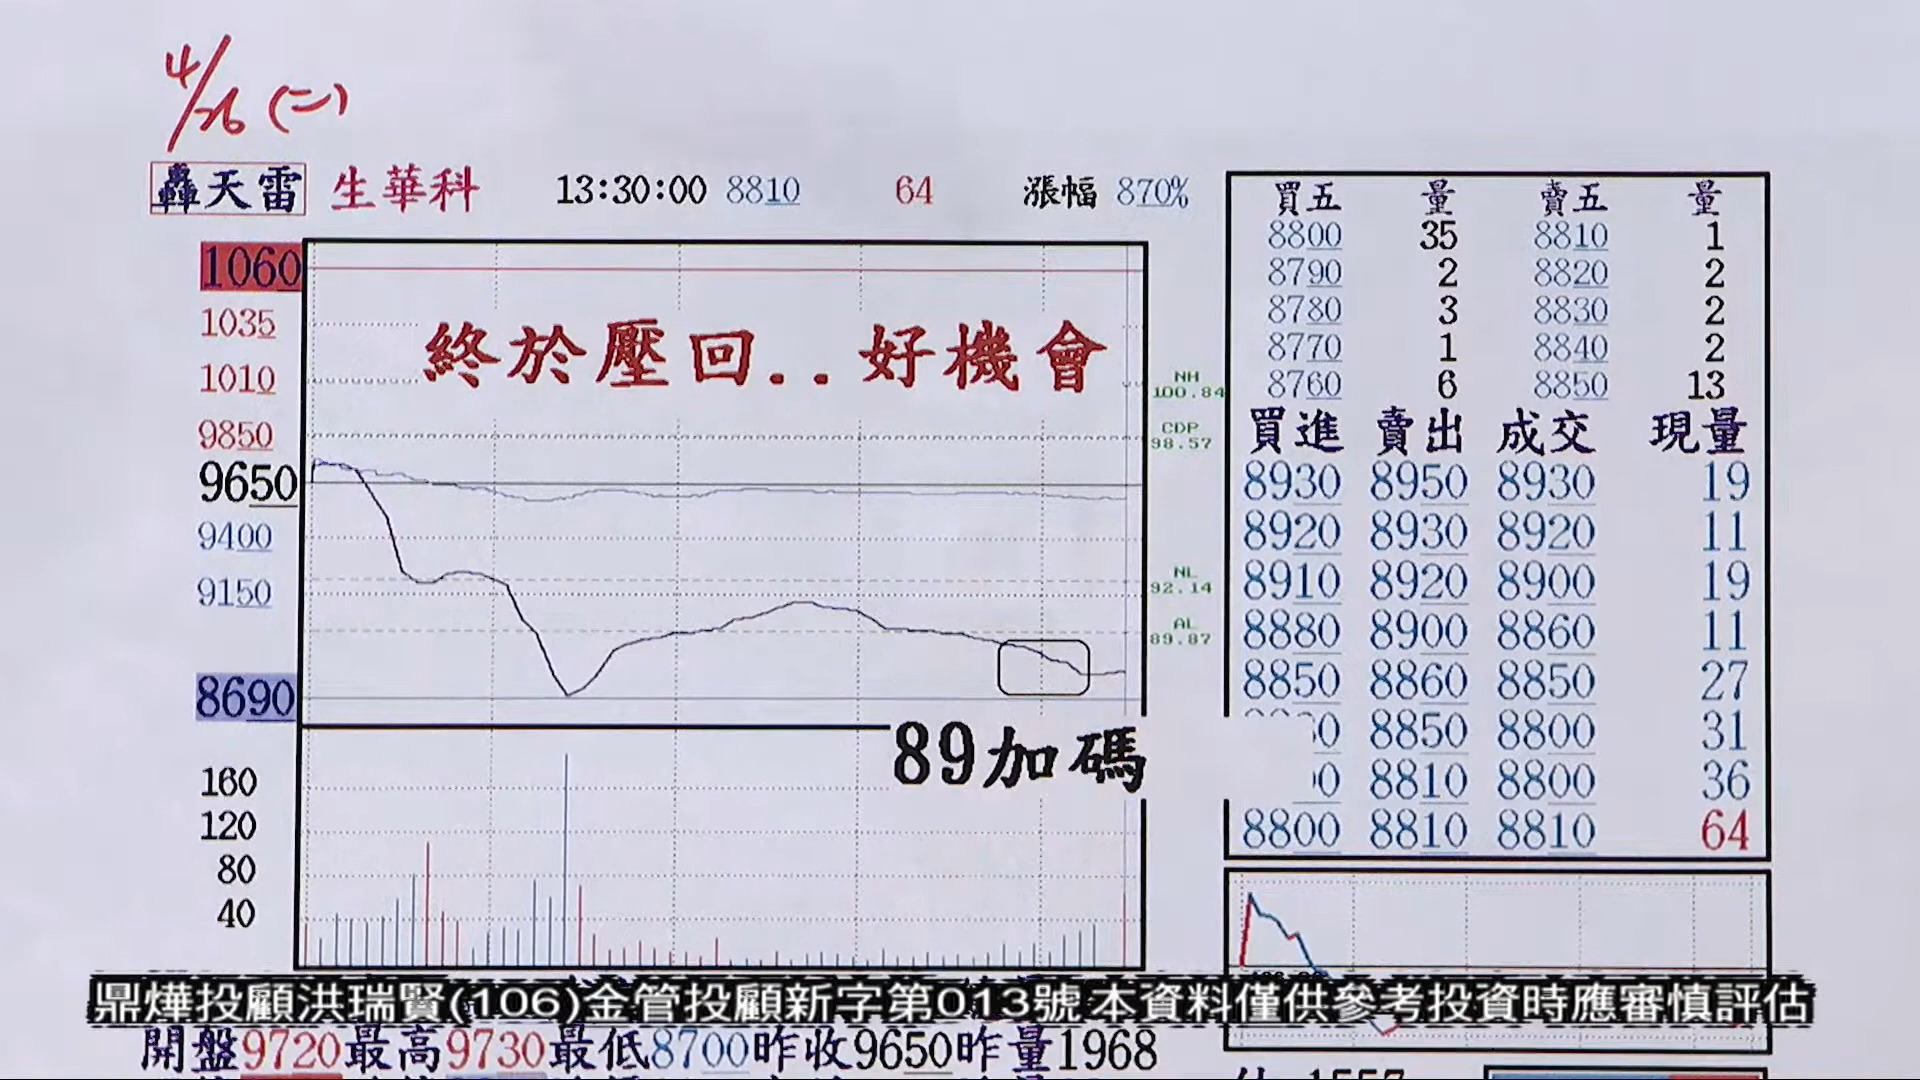 4/26(二)
轟天雷 生華科 13:30:00 8810 64 漲幅 870%
買五 量 賣五 量
8800 35 8810 1
8790 2 8820 2
8780 3 8830 2
8770 1 8840 2
8760 6 8850 13
買進 賣出 成交 現量
8930 8950 8930 19
8920 8930 8920 11
8910 8920 8900 19
8880 8900 8860 11
8850 8860 8850 27
8850 8800 31
8810 8800 36
8800 8810 8810 64
1060
1035
1010
9850
9650
9400
9150
8690
終於壓回..好機會
NH
100.84
CDP
98.57
NL
92.14
AL
89.87
89加碼
160
120
80
40
鼎燁投顧洪瑞賢(106)金管投顧新字第013號 本資料僅供參考投資時應審慎評估
開盤9720最高9730最低8700昨收9650昨量1968